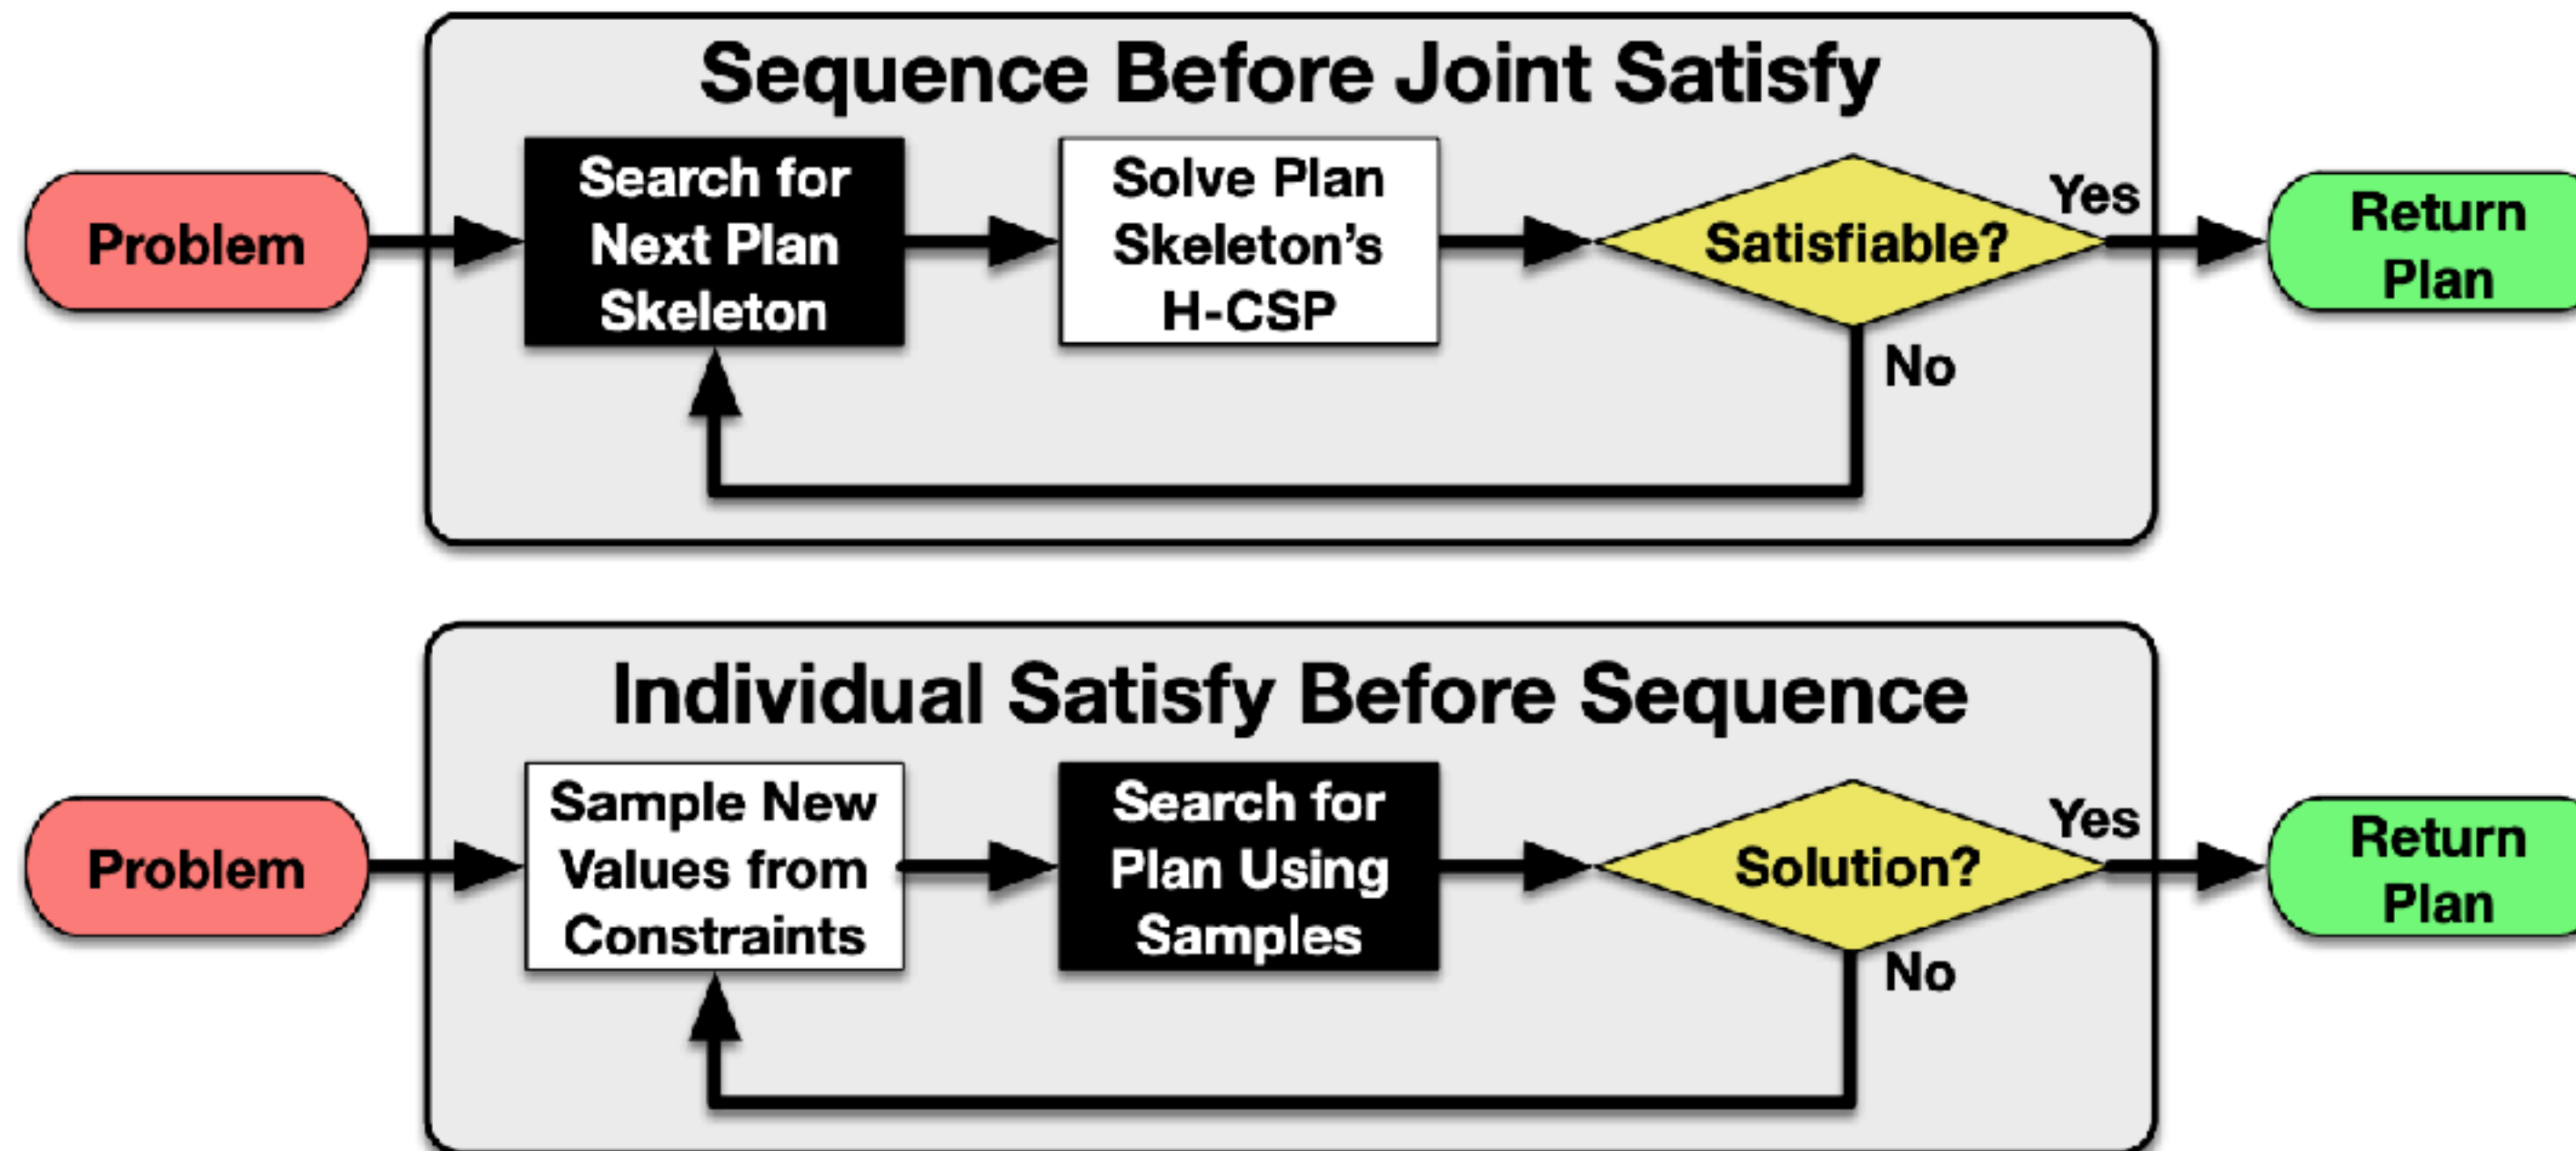 Sequence Before Joint Satisfy
Problem
Search for
Next Plan
Skeleton
Solve Plan
Skeleton's
H-CSP
Satisfiable?
Yes
No
Return
Plan
Individual Satisfy Before Sequence
Problem
Sample New
Values from
Constraints
Search for
Plan Using
Samples
Solution?
Yes
No
Return
Plan